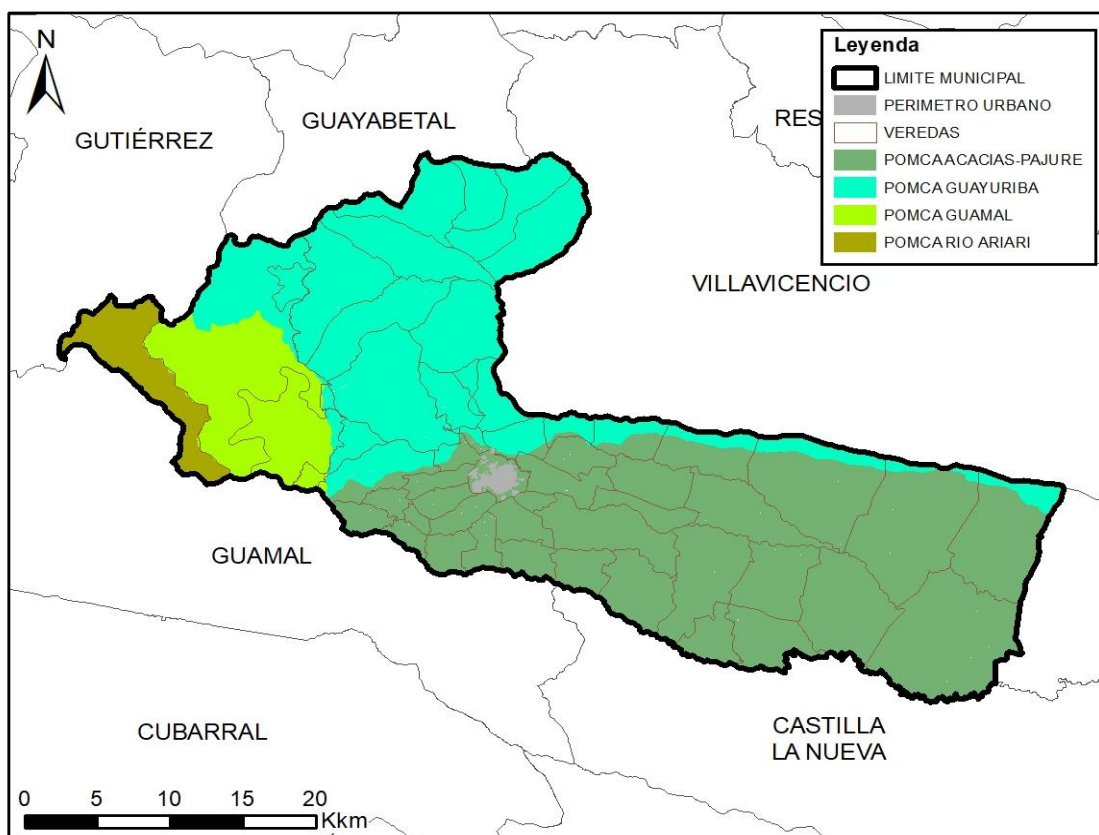 N
GUTIÉRREZ
GUAYABETAL
RES
Leyenda
LIMITE MUNICIPAL
PERIMETRO URBANO
VEREDAS
POMCA ACACIAS-PAJURE
POMCA GUAYURIBA
POMCA GUAMAL
POMCA RIO ARIARI
VILLAVICENCIO
GUAMAL
CUBARRAL
CASTILLA
LA NUEVA
0 5 10 15 20
Kkm